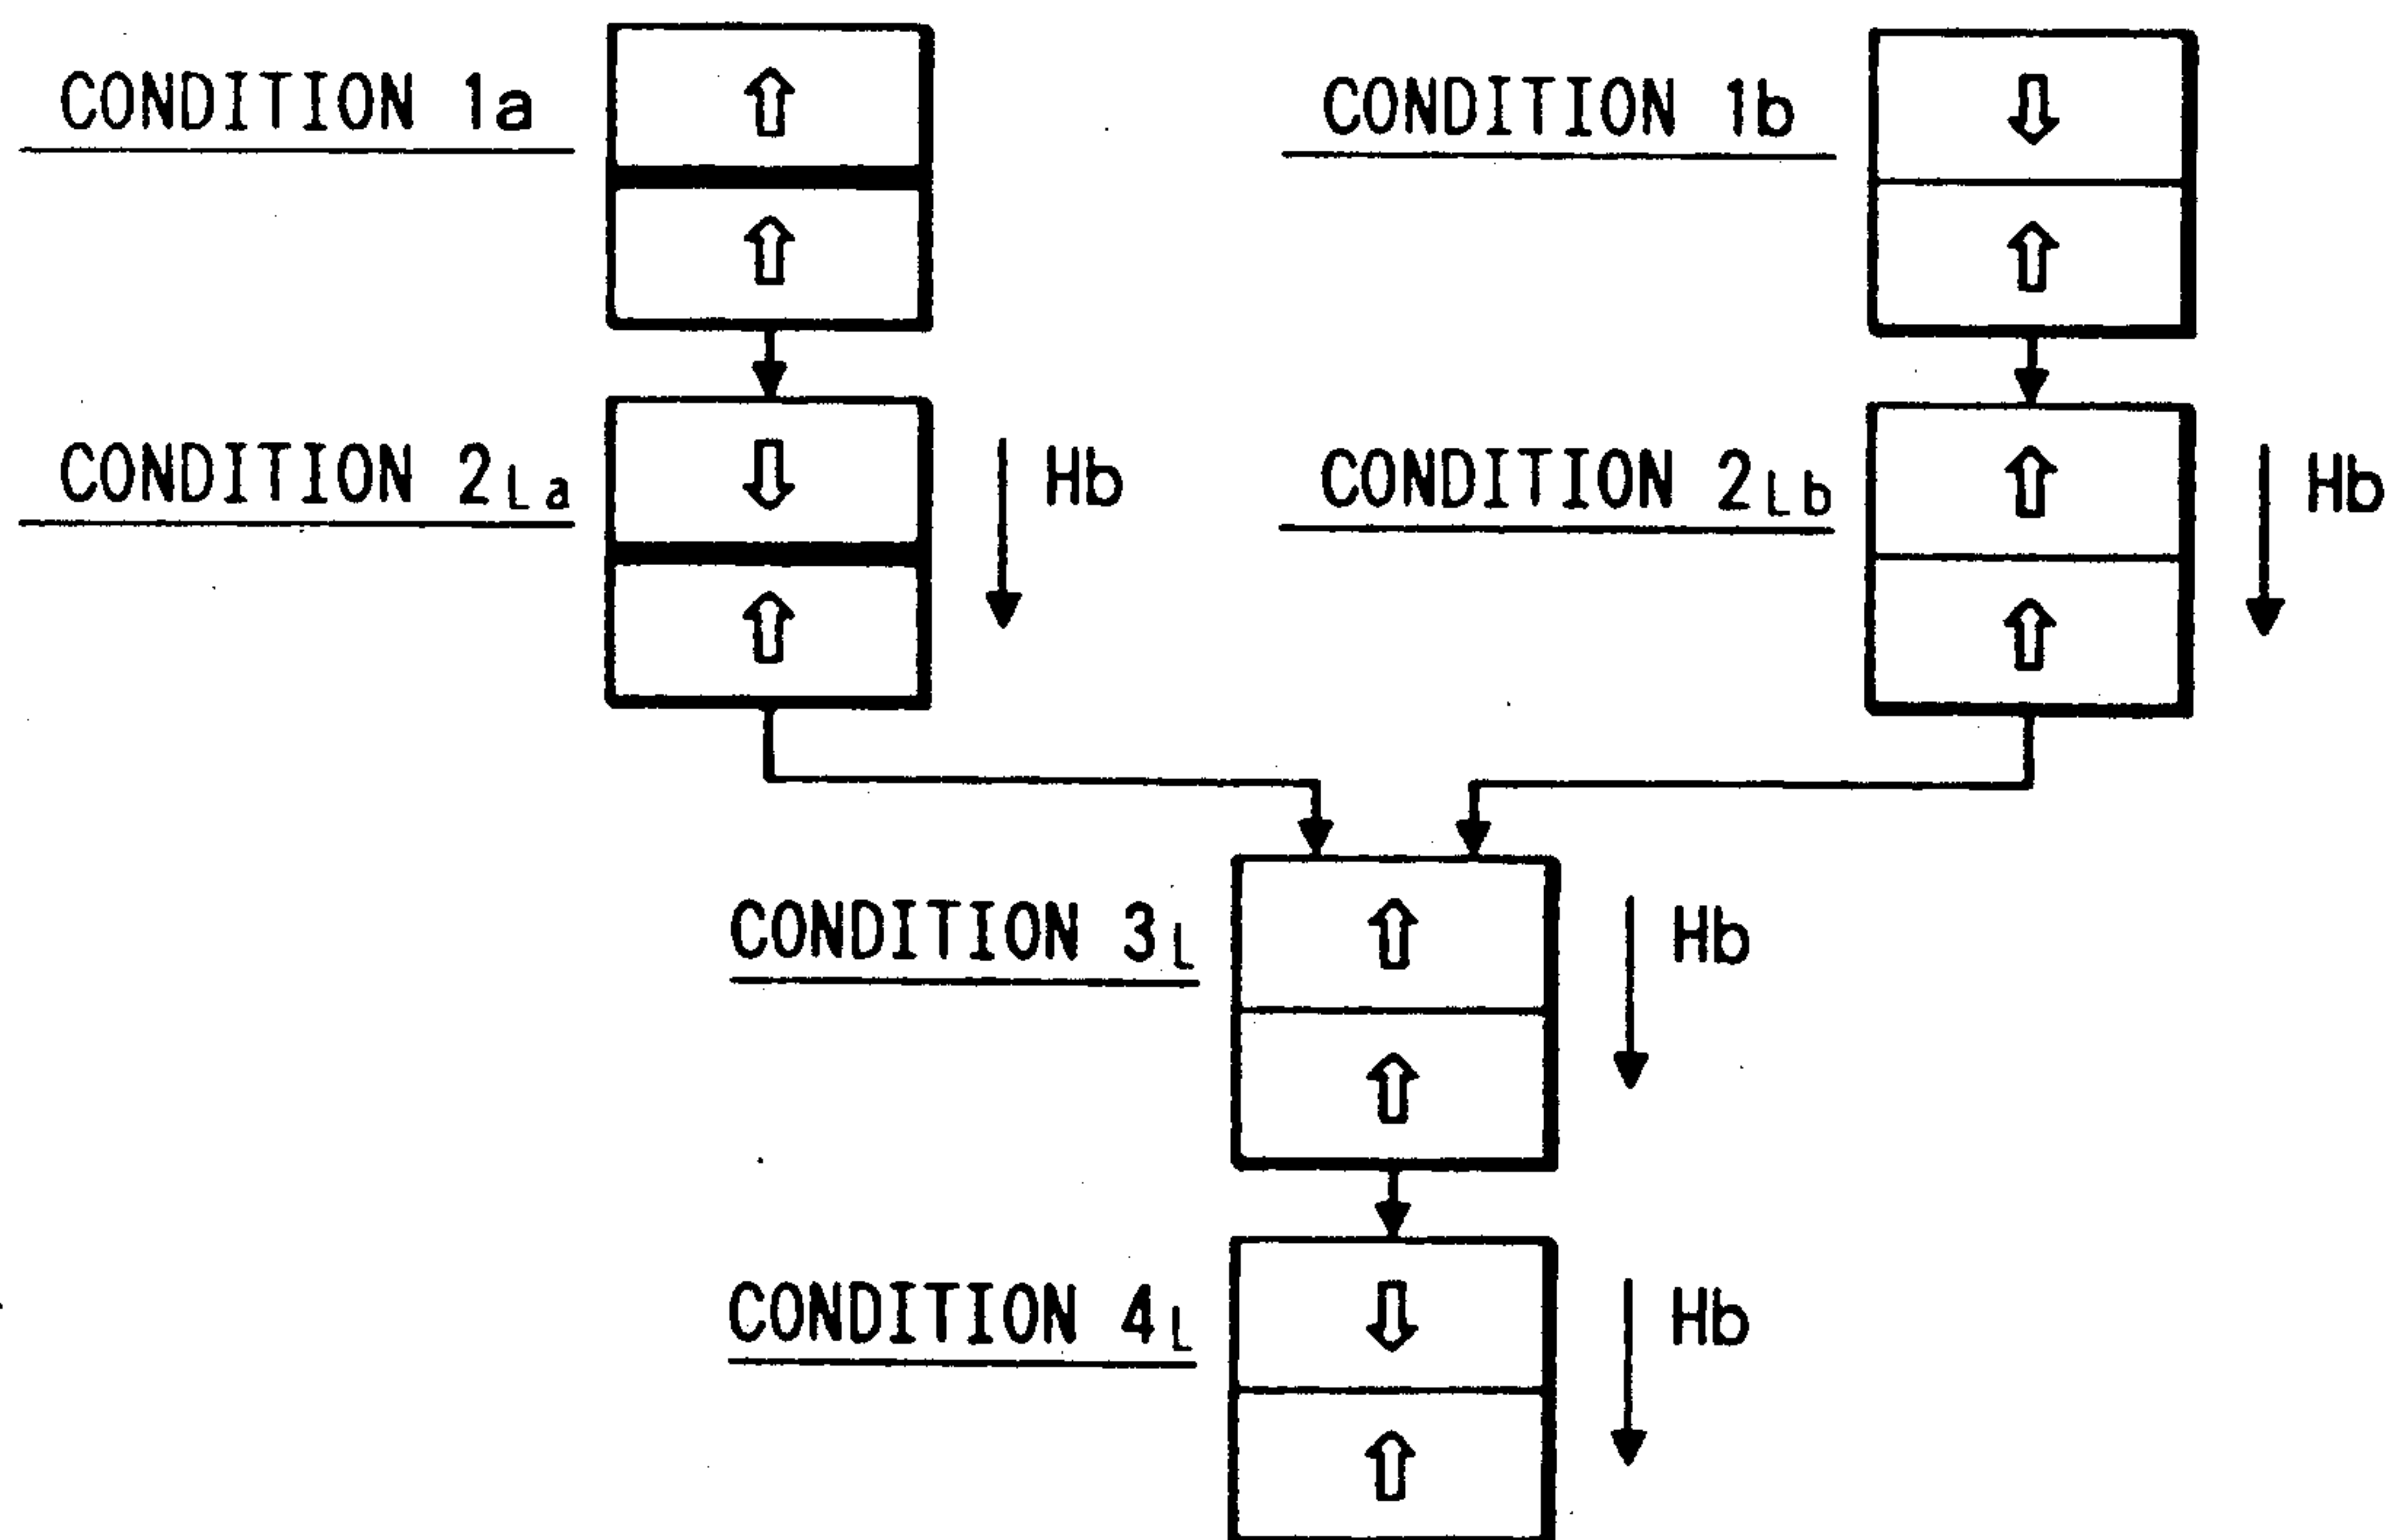 CONDITION 1a
CONDITION 1b
CONDITION 2La
Hb
CONDITION 2Lb
Hb
CONDITION 3L
Hb
CONDITION 4L
Hb